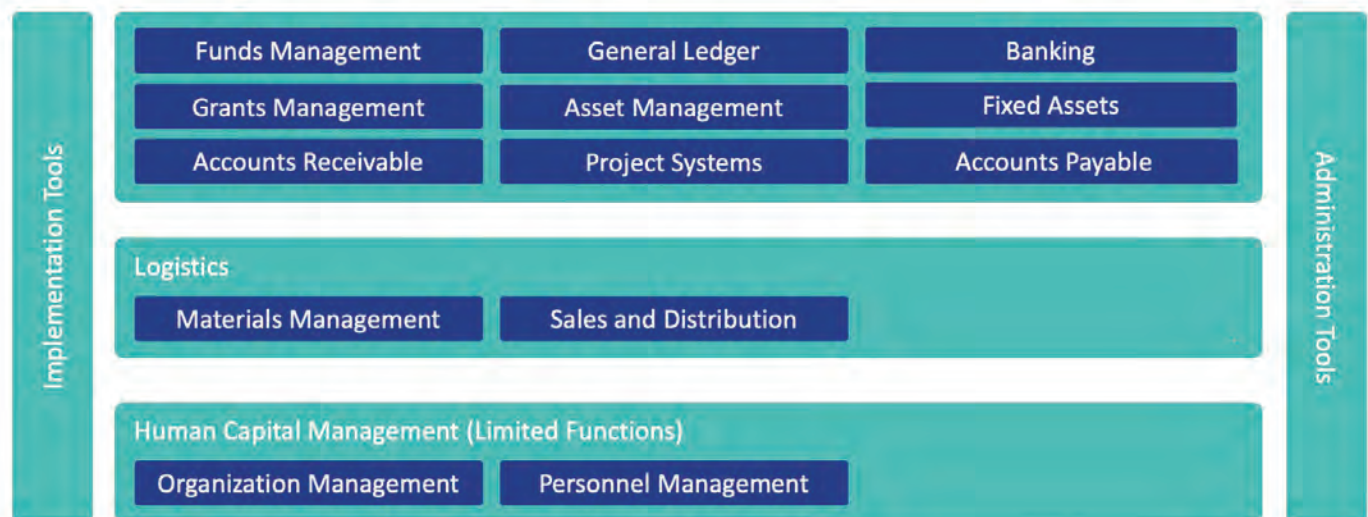 Implementation Tools
Funds Management
General Ledger
Banking
Grants Management
Asset Management
Fixed Assets
Accounts Receivable
Project Systems
Accounts Payable
Logistics
Materials Management
Sales and Distribution
Human Capital Management (Limited Functions)
Organization Management
Personnel Management
Administration Tools